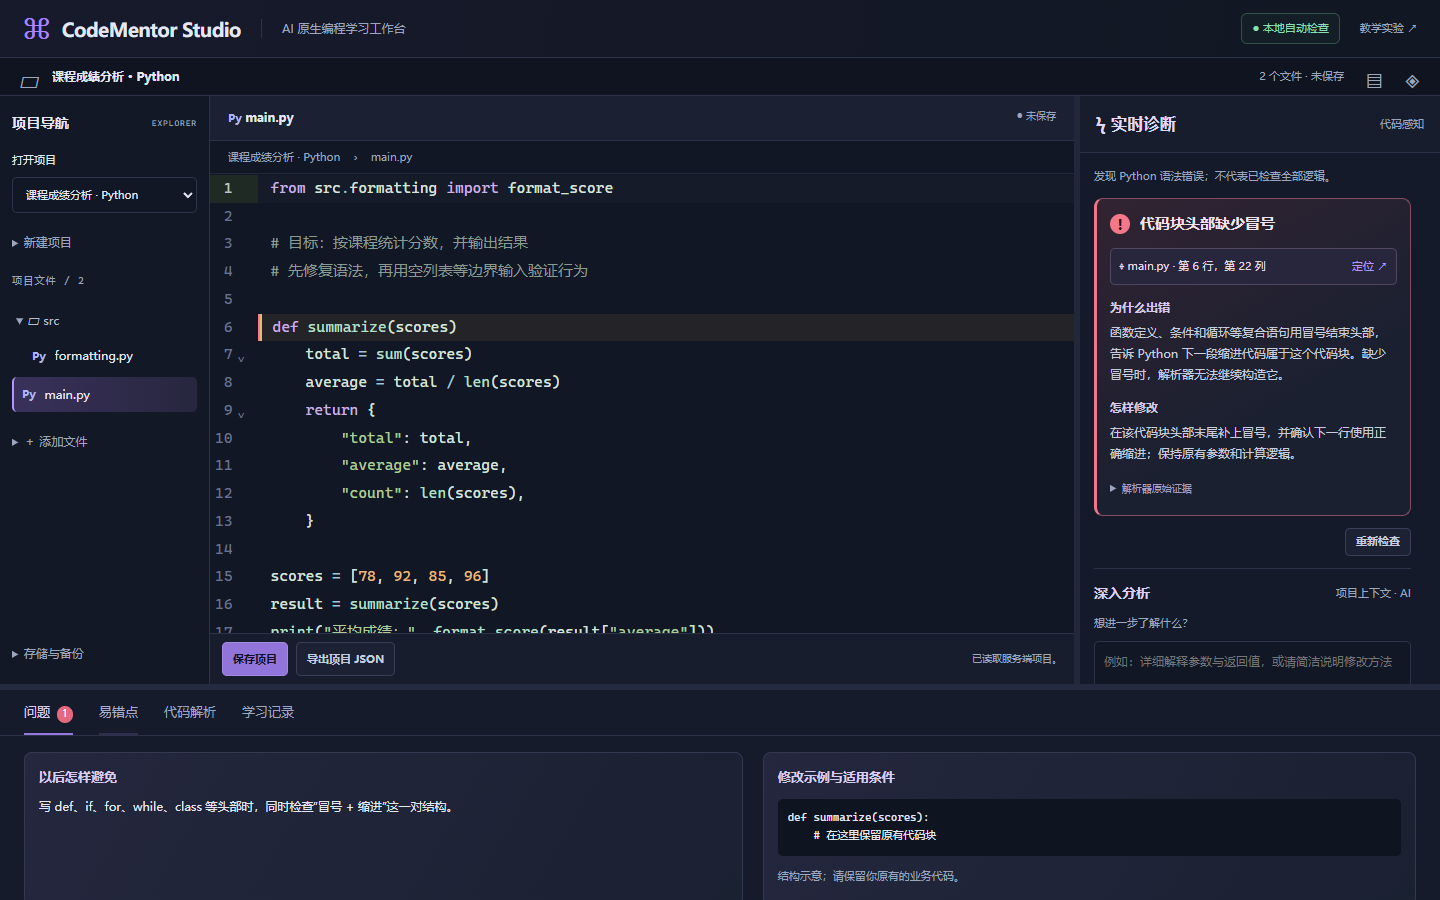 ⌘ CodeMentor Studio
AI 原生编程学习工作台
● 本地自动检查
教学实验 ↗
课程成绩分析 • Python
2 个文件 · 未保存
项目导航
EXPLORER
打开项目
课程成绩分析 · Python
▶ 新建项目
项目文件 / 2
▼ src
Py formatting.py
Py main.py
▶ + 添加文件
▶ 存储与备份
Py main.py
● 未保存
课程成绩分析 · Python › main.py
1 from src.formatting import format_score
2
3 # 目标: 按课程统计分数, 并输出结果
4 # 先修复语法, 再用空列表等边界输入验证行为
5
6 def summarize(scores)
7     total = sum(scores)
8     average = total / len(scores)
9     return {
10         "total": total,
11         "average": average,
12         "count": len(scores),
13     }
14
15 scores = [78, 92, 85, 96]
16 result = summarize(scores)
17 print("平均成绩:", format_score(result["average"]))
保存项目
导出项目 JSON
已读取服务端项目。
实时诊断
代码感知
发现 Python 语法错误；不代表已检查全部逻辑。
! 代码块头部缺少冒号
main.py · 第 6 行，第 22 列
定位 ↗
为什么出错
函数定义、条件和循环等复合语句用冒号结束头部，
告诉 Python 下一段缩进代码属于这个代码块。缺少
冒号时，解析器无法继续构造它。
怎样修改
在该代码块头部末尾补上冒号，并确认下一行使用正
确缩进；保持原有参数和计算逻辑。
▶ 解析器原始证据
重新检查
深入分析
项目上下文 · AI
想进一步了解什么？
例如：详细解释参数与返回值，或请简洁说明修改方法
问题 1
易错点
代码解析
学习记录
以后怎样避免
写 def、if、for、while、class 等头部时，同时检查“冒号 + 缩进”这一对结构。
修改示例与适用条件
def summarize(scores):
    # 在这里保留原有代码块
结构示意；请保留你原有的业务代码。